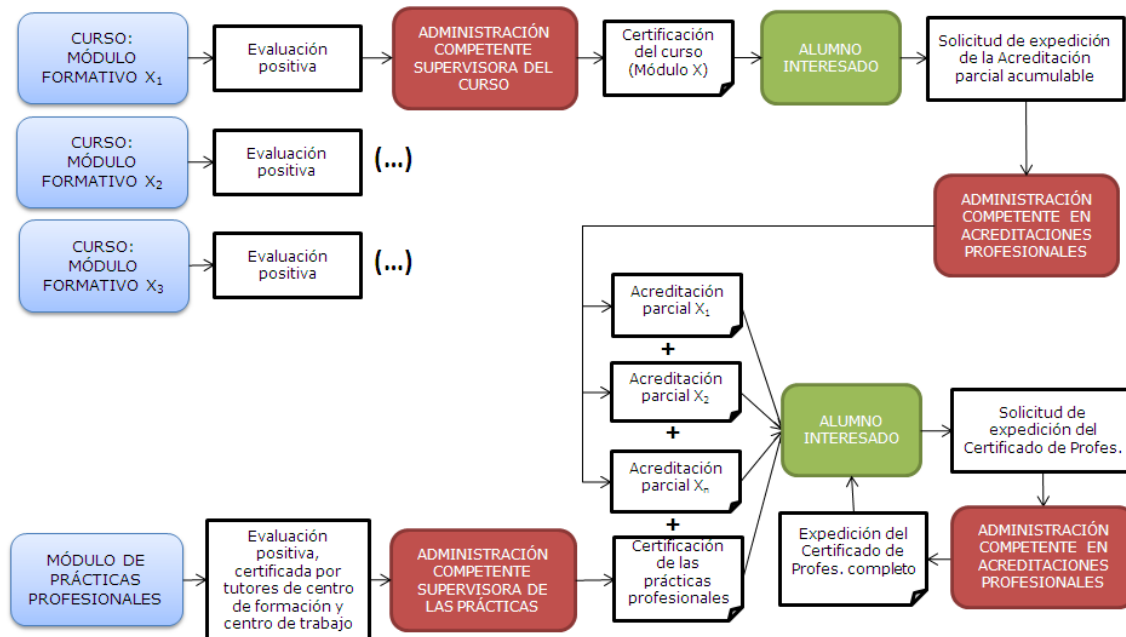 CURSO:
MÓDULO
FORMATIVO X1
Evaluación
positiva
ADMINISTRACIÓN
COMPETENTE
SUPERVISORA DEL
CURSO
Certificación
del curso
(Módulo X)
ALUMNO
INTERESADO
Solicitud de expedición
de la Acreditación
parcial acumulable
CURSO:
MÓDULO
FORMATIVO X2
Evaluación
positiva
(...)
ADMINISTRACIÓN
COMPETENTE EN
ACREDITACIONES
PROFESIONALES
CURSO:
MÓDULO
FORMATIVO X3
Evaluación
positiva
(...)
Acreditación
parcial X1
+
Acreditación
parcial X2
+
Acreditación
parcial Xn
+
ALUMNO
INTERESADO
Solicitud de
expedición del
Certificado de Profes.
MÓDULO DE
PRÁCTICAS
PROFESIONALES
Evaluación
positiva,
certificada por
tutores de centro
de formación y
centro de trabajo
ADMINISTRACIÓN
COMPETENTE
SUPERVISORA DE
LAS PRÁCTICAS
Certificación
de las
prácticas
profesionales
Expedición del
Certificado de
Profes. completo
ADMINISTRACIÓN
COMPETENTE EN
ACREDITACIONES
PROFESIONALES